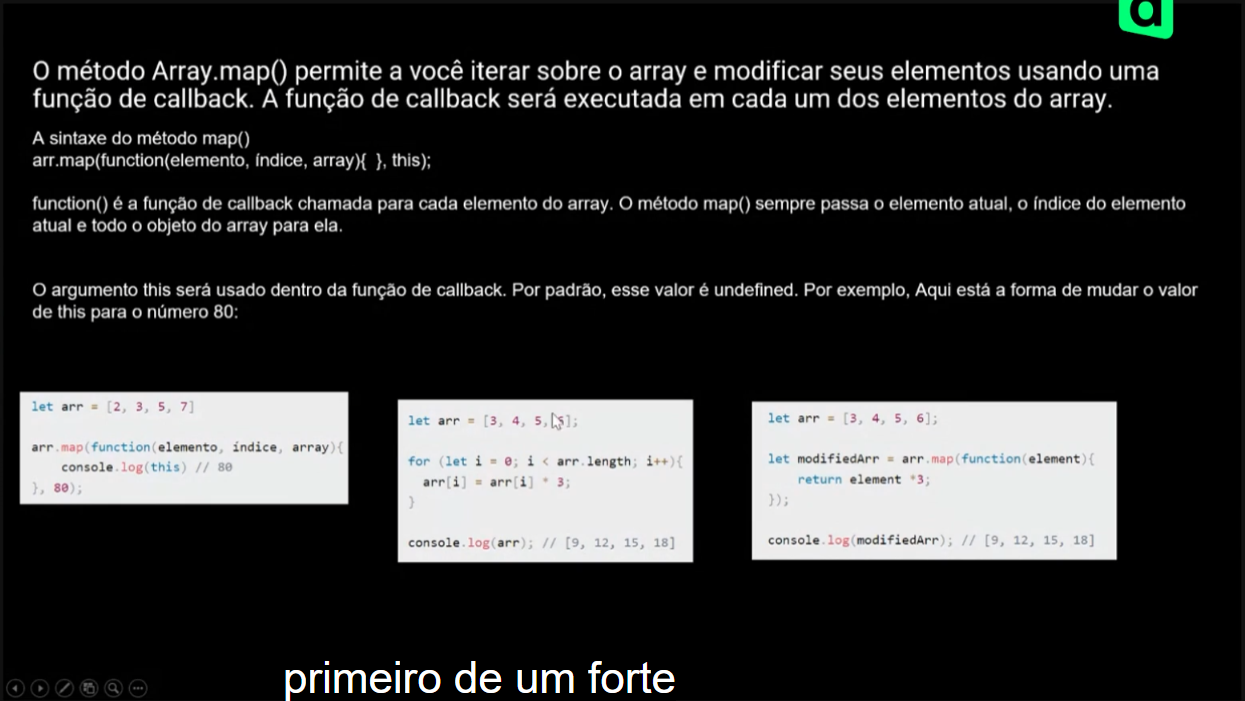 a
O método Array.map() permite a você iterar sobre o array e modificar seus elementos usando uma
função de callback. A função de callback será executada em cada um dos elementos do array.
A sintaxe do método map()
arr.map(function(elemento, índice, array){ }, this);
function() é a função de callback chamada para cada elemento do array. O método map() sempre passa o elemento atual, o índice do elemento
atual e todo o objeto do array para ela.
O argumento this será usado dentro da função de callback. Por padrão, esse valor é undefined. Por exemplo, Aqui está a forma de mudar o valor
de this para o número 80:
let arr = [2, 3, 5, 7]
arr.map(function(elemento, índice, array){
console.log(this) // 80
}, 80);
let arr = [3, 4, 5, 6];
for (let i = 0; i < arr.length; i++){
arr[i] = arr[i] * 3;
}
console.log(arr); // [9, 12, 15, 18]
let arr = [3, 4, 5, 6];
let modifiedArr = arr.map(function(element){
return element *3;
});
console.log(modifiedArr); // [9, 12, 15, 18]
primeiro de um forte